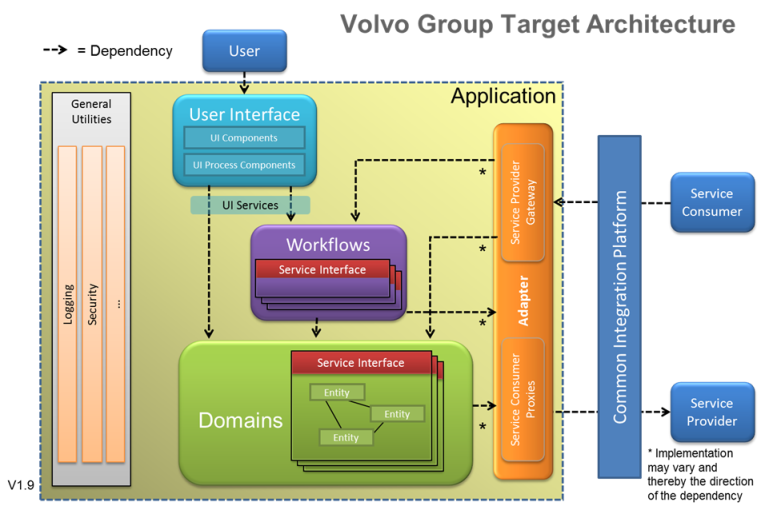 Volvo Group Target Architecture
= Dependency
User
Application
General
Utilities
Logging
Security
...
User Interface
UI Components
UI Process Components
UI Services
Workflows
Service Interface
*
*
*
*
Service Provider
Gateway
Adapter
Service Consumer
Proxies
Domains
Service Interface
Entity
Entity
Entity
Common Integration Platform
Service
Consumer
Service
Provider
* Implementation
may vary and
thereby the direction
of the dependency
V1.9